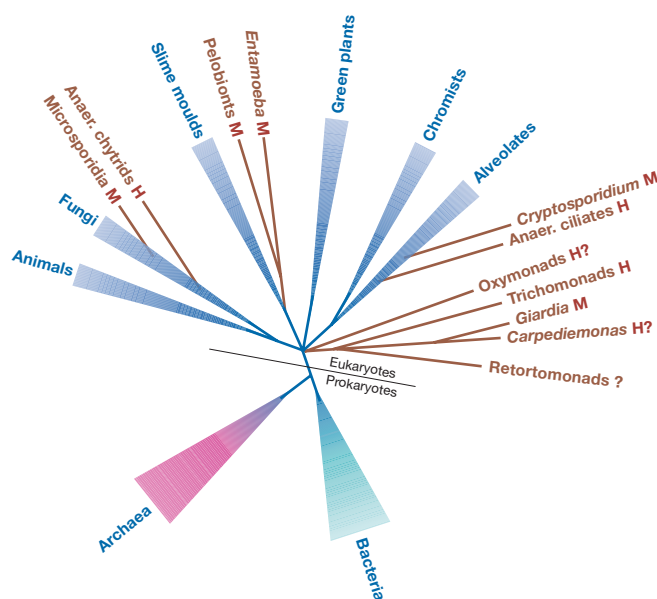 Animals
Fungi
Microsporidia M
Anaer. chytrids H
Slime moulds
Pelobionts M
Entamoeba M
Green plants
Chromists
Alveolates
Cryptosporidium M
Anaer. ciliates H
Oxymonads H?
Trichomonads H
Giardia M
Carpediemonas H?
Retortomonads ?
Eukaryotes
Prokaryotes
Archaea
Bacteria